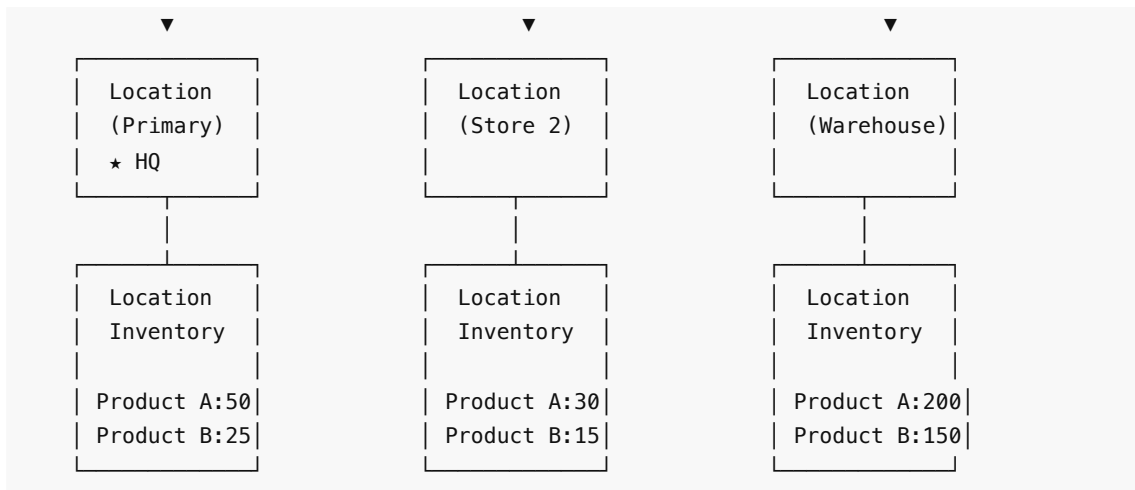 ▼ ▼ ▼
Location Location Location
(Primary) (Store 2) (Warehouse)
★ HQ
Location Location Location
Inventory Inventory Inventory
Product A:50 Product A:30 Product A:200
Product B:25 Product B:15 Product B:150